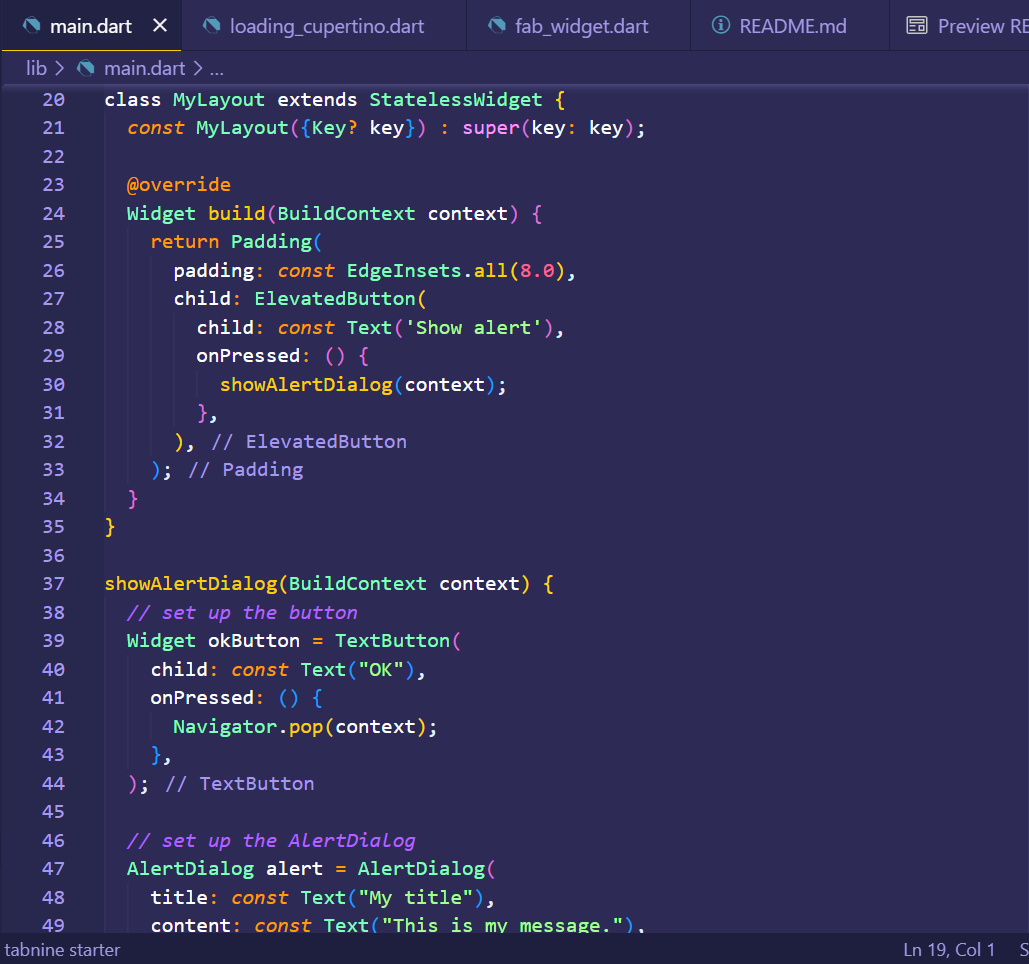 main.dart × loading_cupertino.dart fab_widget.dart README.md Preview RE
lib > main.dart > ...
20 class MyLayout extends StatelessWidget {
21 const MyLayout({Key? key}) : super(key: key);
22
23 @override
24 Widget build(BuildContext context) {
25 return Padding(
26 padding: const EdgeInsets.all(8.0),
27 child: ElevatedButton(
28 child: const Text('Show alert'),
29 onPressed: () {
30 showAlertDialog(context);
31 },
32 ), // ElevatedButton
33 ); // Padding
34 }
35 }
36
37 showAlertDialog(BuildContext context) {
38 // set up the button
39 Widget okButton = TextButton(
40 child: const Text("OK"),
41 onPressed: () {
42 Navigator.pop(context);
43 },
44 ); // TextButton
45
46 // set up the AlertDialog
47 AlertDialog alert = AlertDialog(
48 title: const Text("My title"),
49 content: const Text("This is my message."),
tabnine starter Ln 19, Col 1 S